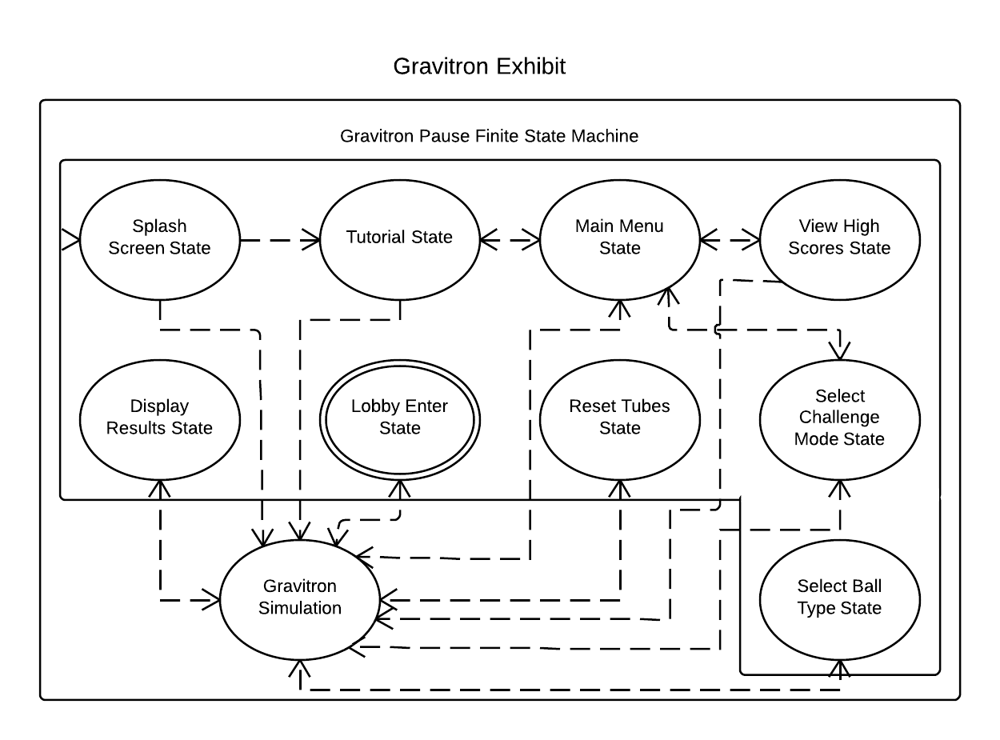 Gravitron Exhibit
Gravitron Pause Finite State Machine
Splash
Screen State
Tutorial State
Main Menu
State
View High
Scores State
Display
Results State
Lobby Enter
State
Reset Tubes
State
Select
Challenge
Mode State
Gravitron
Simulation
Select Ball
Type State